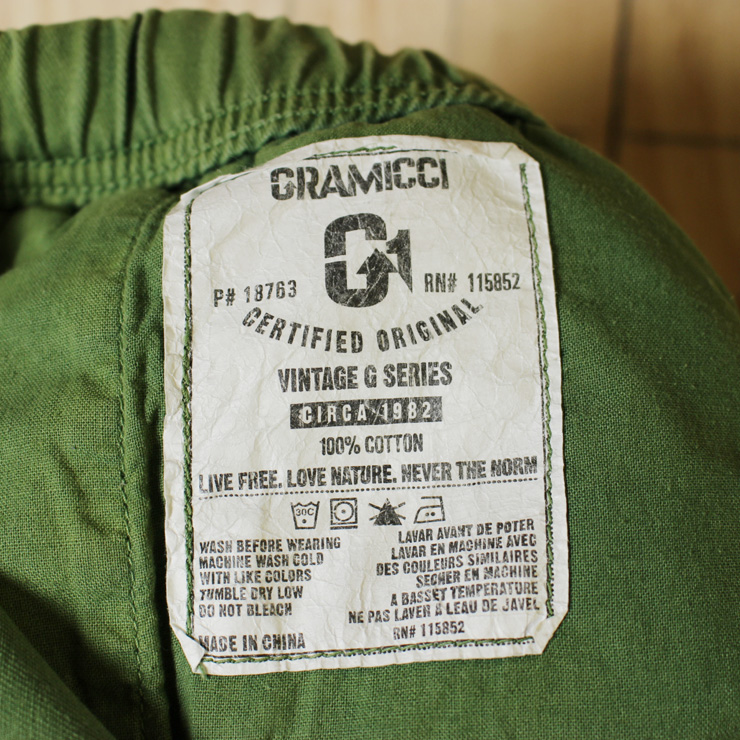 GRAMICCI
G1
P# 18763
RN# 115852
CERTIFIED ORIGINAL
VINTAGE G SERIES
CIRCA 1982
100% COTTON
LIVE FREE. LOVE NATURE. NEVER THE NORM
30C
WASH BEFORE WEARING
MACHINE WASH COLD
WITH LIKE COLORS
TUMBLE DRY LOW
DO NOT BLEACH
MADE IN CHINA
LAVAR AVANT DE POTER
LAVAR EN MACHINE AVEC
DES COULEURS SIMILAIRES
SECHER EN MACHINE
A BASSET TEMPERATURE
NE PAS LAVER A LEAU DE JAVEL
RN# 115852